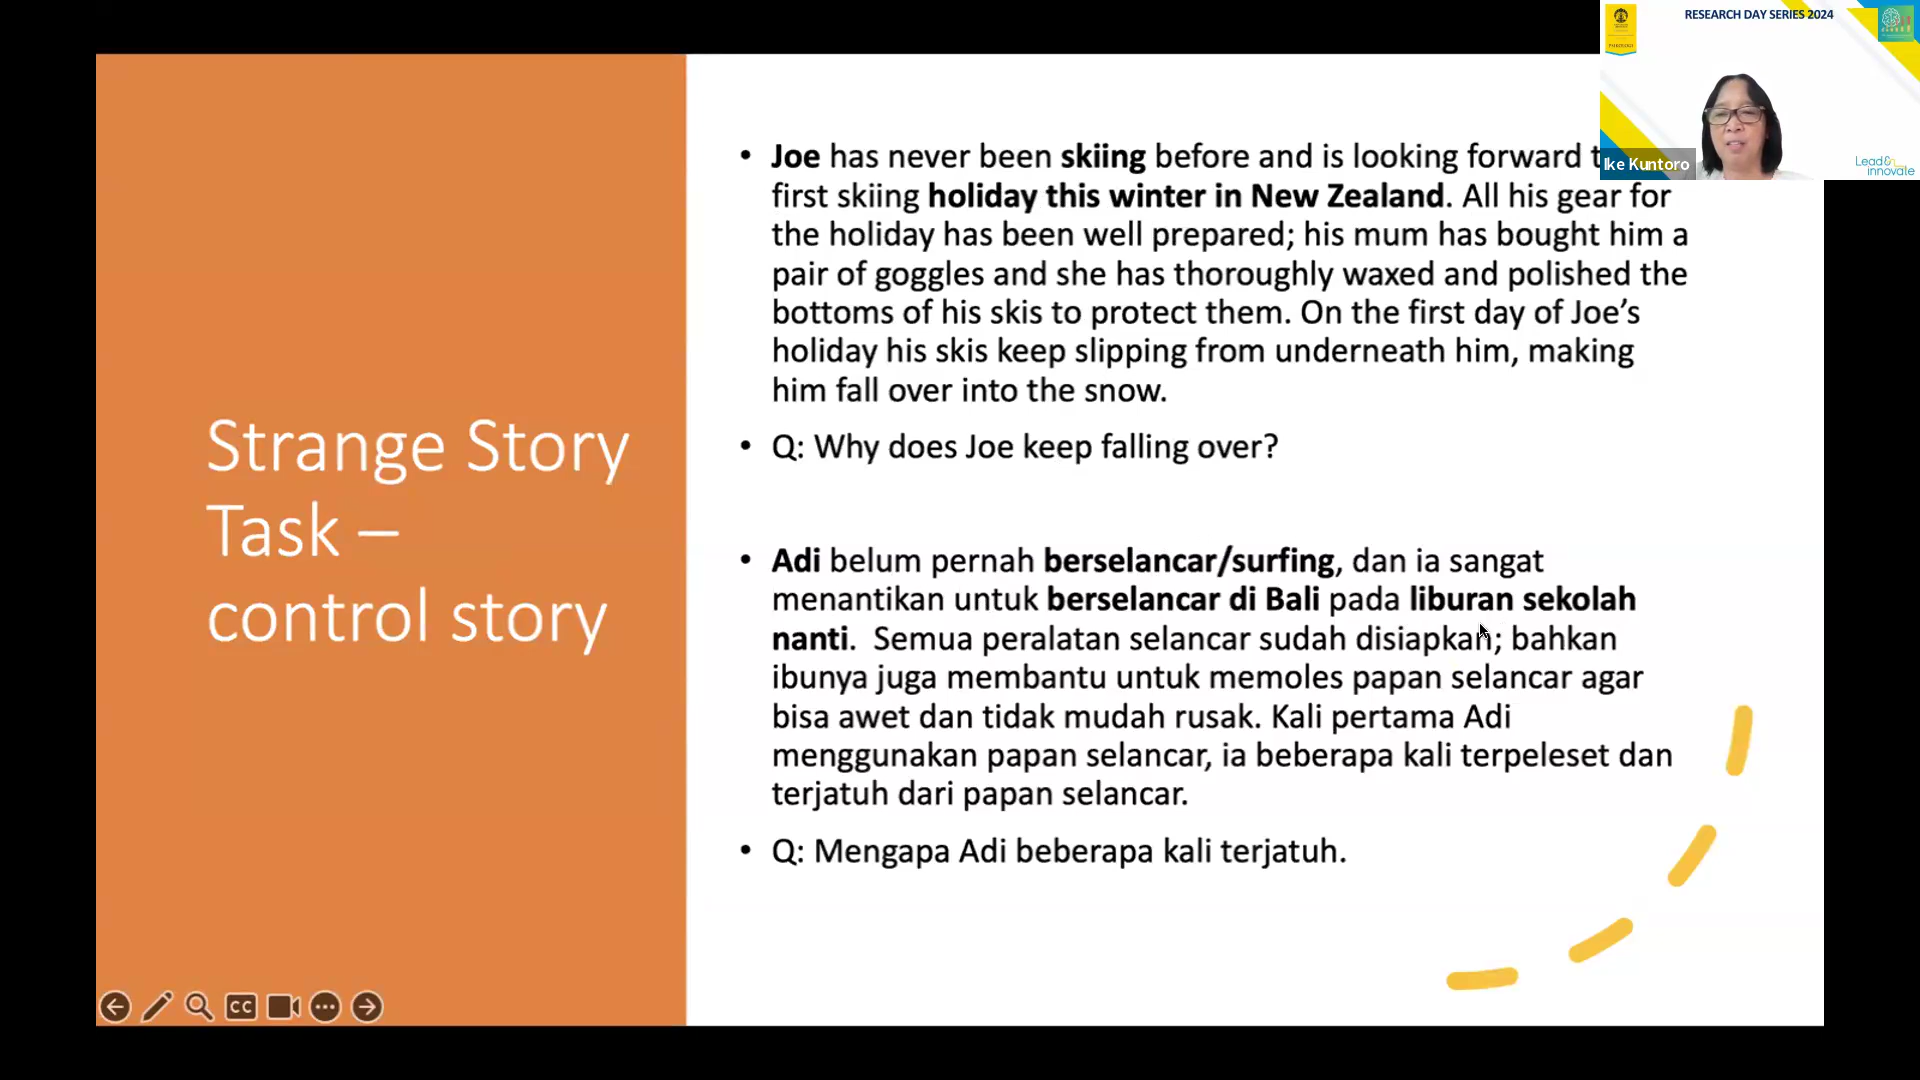 RESEARCH DAY SERIES 2024
Ike Kuntoro
Lead&
innovate
Strange Story
Task –
control story
• Joe has never been skiing before and is looking forward t
first skiing holiday this winter in New Zealand. All his gear for
the holiday has been well prepared; his mum has bought him a
pair of goggles and she has thoroughly waxed and polished the
bottoms of his skis to protect them. On the first day of Joe’s
holiday his skis keep slipping from underneath him, making
him fall over into the snow.
• Q: Why does Joe keep falling over?
• Adi belum pernah berselancar/surfing, dan ia sangat
menantikan untuk berselancar di Bali pada liburan sekolah
nanti. Semua peralatan selancar sudah disiapkan; bahkan
ibunya juga membantu untuk memoles papan selancar agar
bisa awet dan tidak mudah rusak. Kali pertama Adi
menggunakan papan selancar, ia beberapa kali terpeleset dan
terjatuh dari papan selancar.
• Q: Mengapa Adi beberapa kali terjatuh.
CC